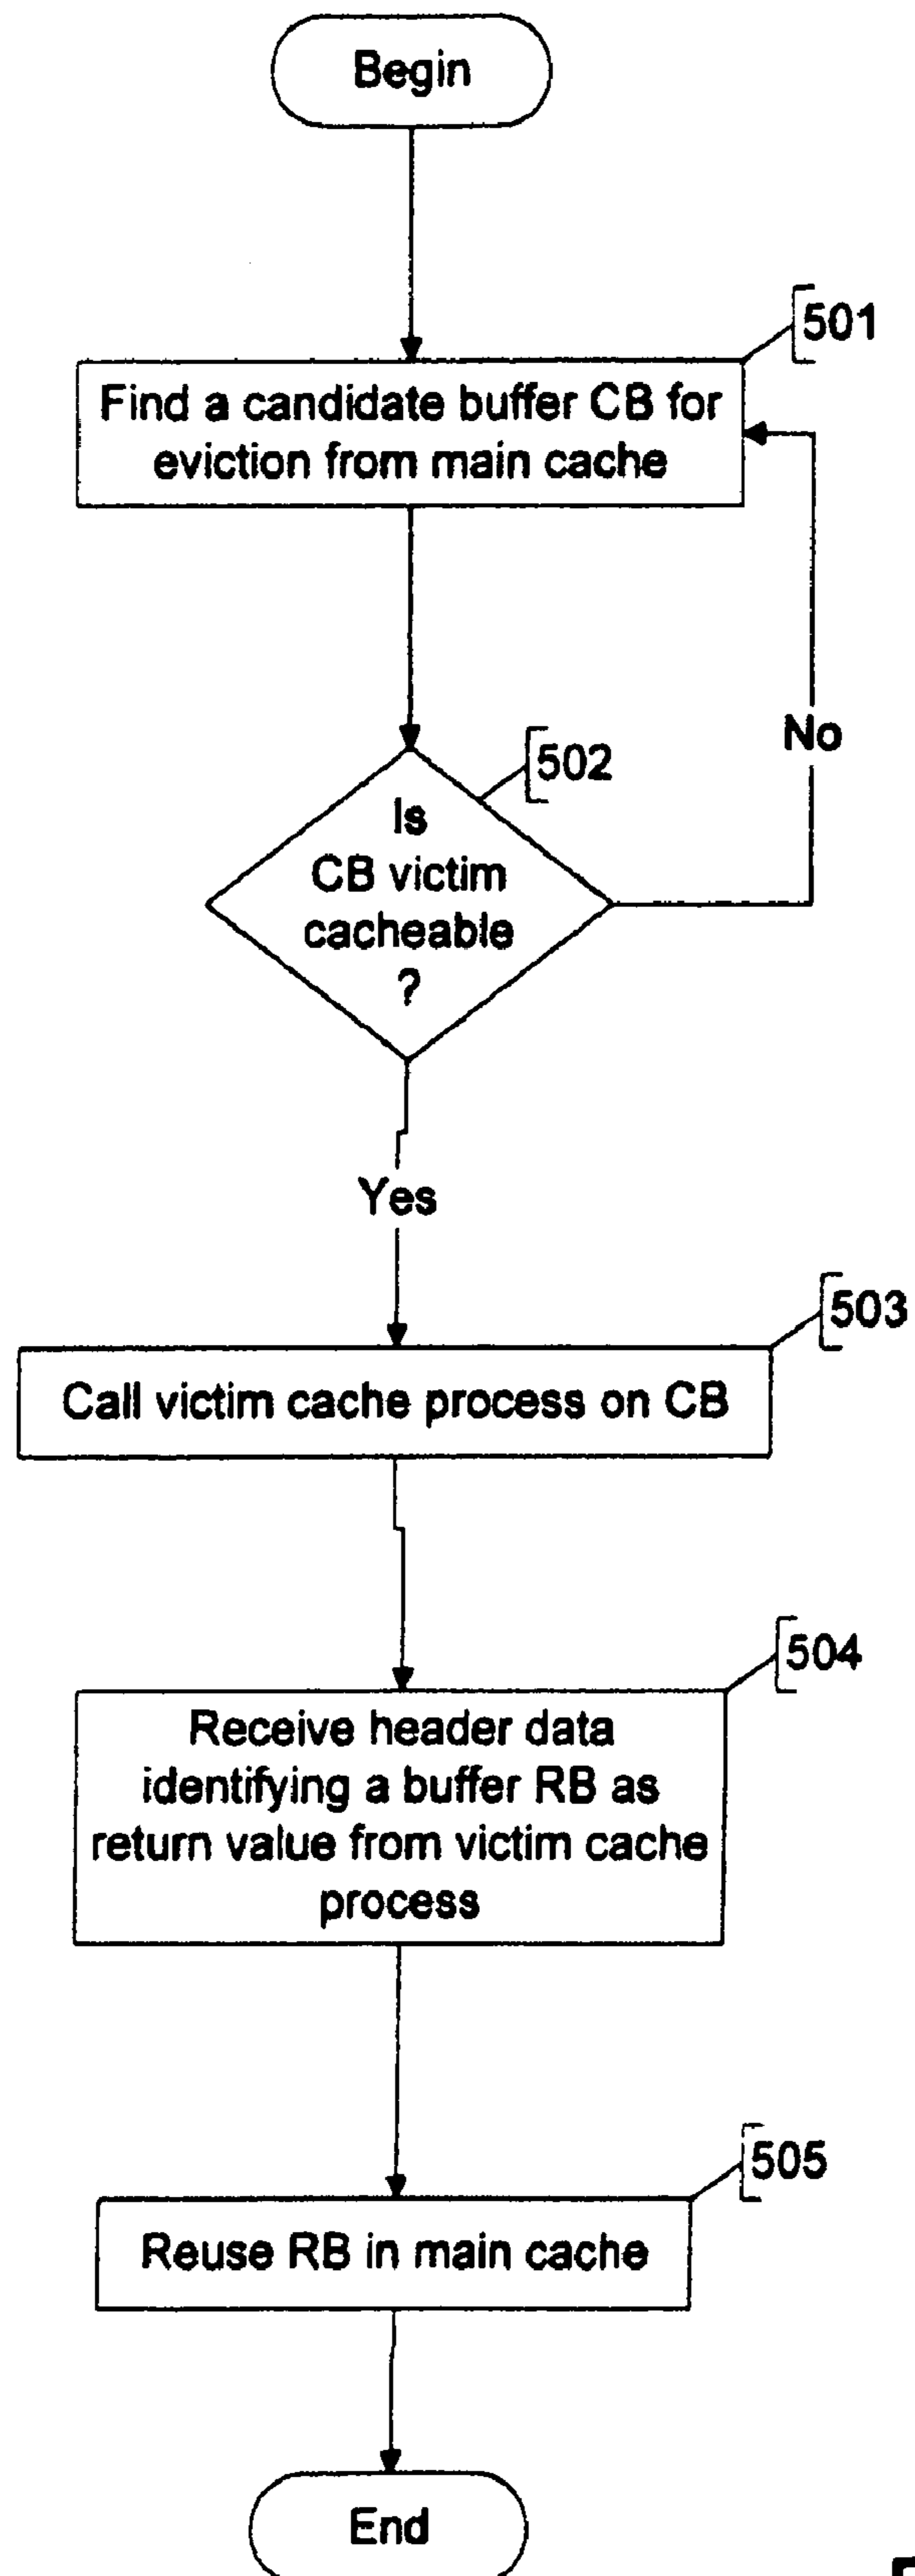 Begin
501
Find a candidate buffer CB for
eviction from main cache
No
502
Is
CB victim
cacheable
?
Yes
503
Call victim cache process on CB
504
Receive header data
identifying a buffer RB as
return value from victim cache
process
505
Reuse RB in main cache
End